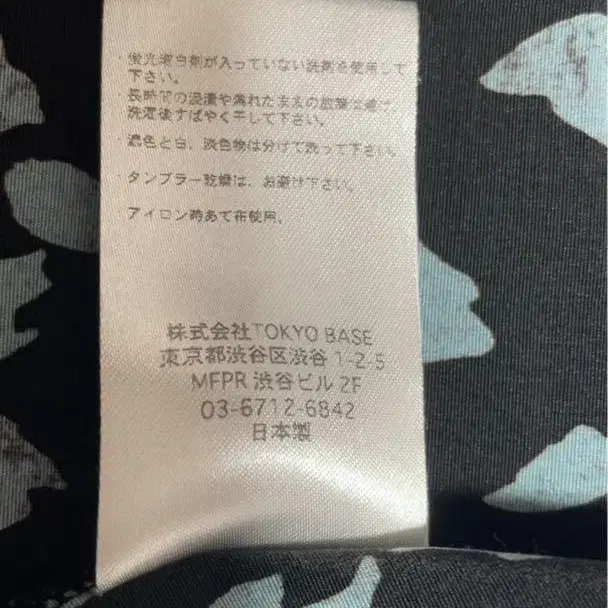 ・蛍光増白剤が入っていない洗剤を使用して
下さい。
・長時間の浸漬や濡れたままの放置は避け、
洗濯後すばやく干して下さい。
・濃色と白、淡色物は分けて洗って下さい。
・タンブラー乾燥は、お避け下さい。
・アイロン時あて布使用。
株式会社TOKYO BASE
東京都渋谷区渋谷 1-2-5
MFPR 渋谷ビル 2F
03-6712-6842
日本製